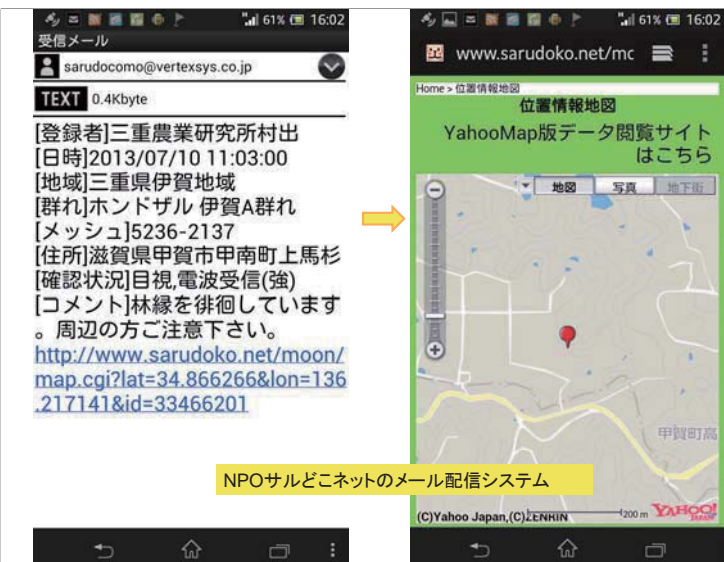 61% 16:02
受信メール
sarudocomo@vertexsys.co.jp
TEXT 0.4Kbyte
[登録者]三重農業研究所村出
[日時]2013/07/10 11:03:00
[地域]三重県伊賀地域
[群れ]ホンドザル 伊賀A群れ
[メッシュ]5236-2137
[住所]滋賀県甲賀市甲南町上馬杉
[確認状況]目視,電波受信(強)
[コメント]林縁を徘徊しています
。周辺の方ご注意下さい。
http://www.sarudoko.net/moon/
map.cgi?lat=34.866266&lon=136
.217141&id=33466201
61% 16:02
www.sarudoko.net/mc
Home > 位置情報地図
位置情報地図
YahooMap版データ閲覧サイト
はこちら
地図 写真 地下街
甲賀町高
(C)Yahoo Japan,(C)ZENRIN 200 m YAHOO! JAPAN
NPOサルどこネットのメール配信システム